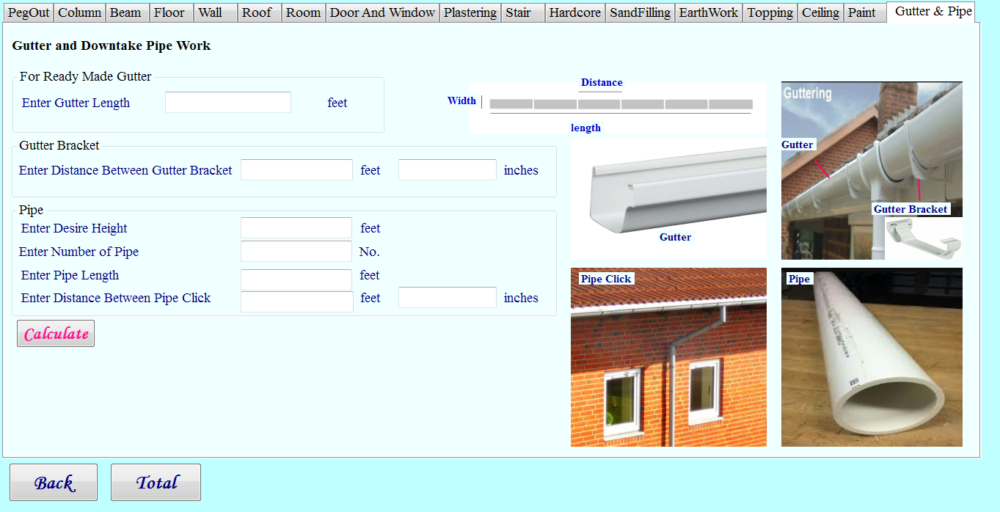 PegOut Column Beam Floor Wall Roof Room Door And Window Plastering Stair Hardcore SandFilling EarthWork Topping Ceiling Paint Gutter & Pipe
Gutter and Downtake Pipe Work
For Ready Made Gutter
Enter Gutter Length feet
Gutter Bracket
Enter Distance Between Gutter Bracket feet inches
Pipe
Enter Desire Height feet
Enter Number of Pipe No.
Enter Pipe Length feet
Enter Distance Between Pipe Click feet inches
Calculate
Distance
Width
length
Gutter
Guttering
Gutter
Gutter Bracket
Pipe Click
Pipe
Back Total